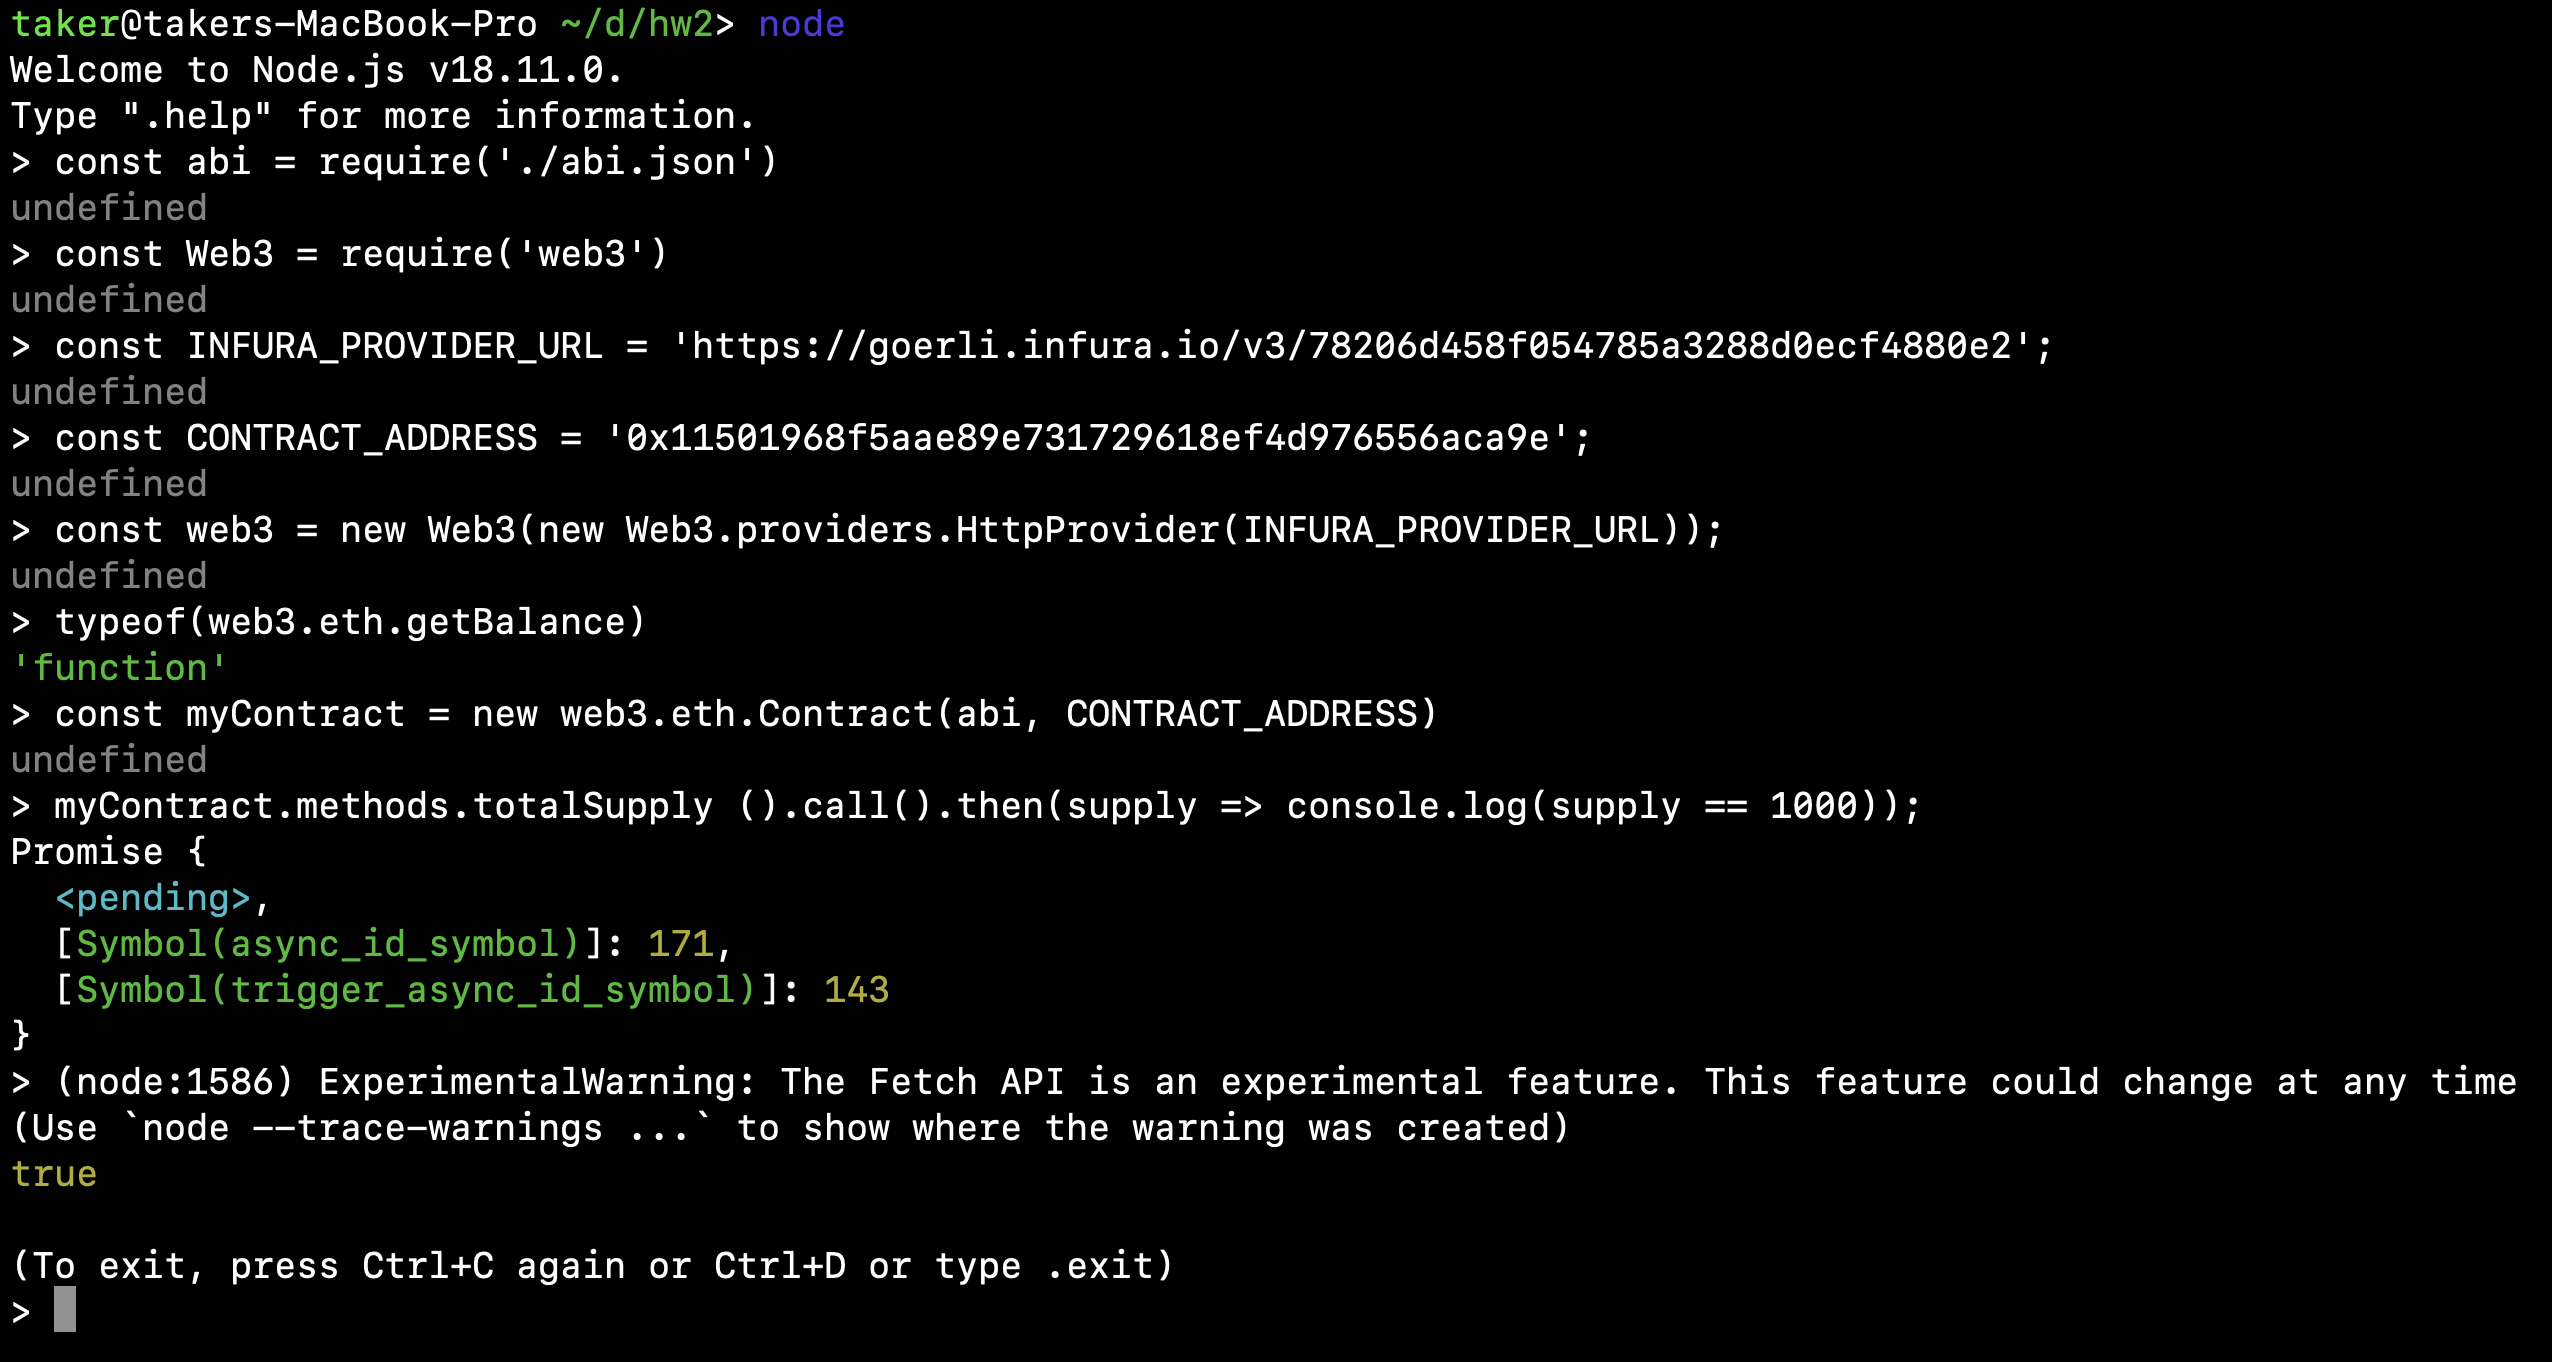 taker@takers-MacBook-Pro ~/d/hw2> node
Welcome to Node.js v18.11.0.
Type ".help" for more information.
> const abi = require('./abi.json')
undefined
> const Web3 = require('web3')
undefined
> const INFURA_PROVIDER_URL = 'https://goerli.infura.io/v3/78206d458f054785a3288d0ecf4880e2';
undefined
> const CONTRACT_ADDRESS = '0x11501968f5aae89e731729618ef4d976556aca9e';
undefined
> const web3 = new Web3(new Web3.providers.HttpProvider(INFURA_PROVIDER_URL));
undefined
> typeof(web3.eth.getBalance)
'function'
> const myContract = new web3.eth.Contract(abi, CONTRACT_ADDRESS)
undefined
> myContract.methods.totalSupply ().call().then(supply => console.log(supply == 1000));
Promise {
  <pending>,
  [Symbol(async_id_symbol)]: 171,
  [Symbol(trigger_async_id_symbol)]: 143
}
> (node:1586) ExperimentalWarning: The Fetch API is an experimental feature. This feature could change at any time
(Use `node --trace-warnings ...` to show where the warning was created)
true

(To exit, press Ctrl+C again or Ctrl+D or type .exit)
>